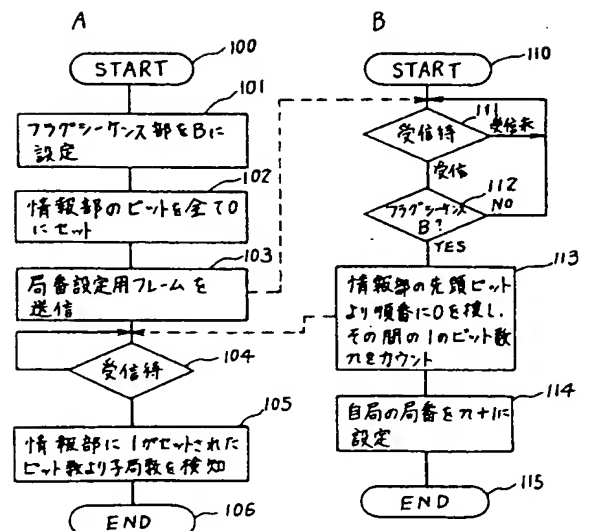 A
START
100
101
フラグシーケンス部をBに
設定
102
情報部のビットを全て0
にセット
103
局番設定用フレームを
送信
受信待
104
105
情報部に1がセットされた
ビット数より子局数を検知
END
106
B
START
110
受信待
111
受信未
受信
112
フラグシーケンス
B?
NO
YES
113
情報部の先頭ビット
より順番に0を捜し,
その間の1のビット数
nをカウント
114
自局の局番をn+1に
設定
END
115